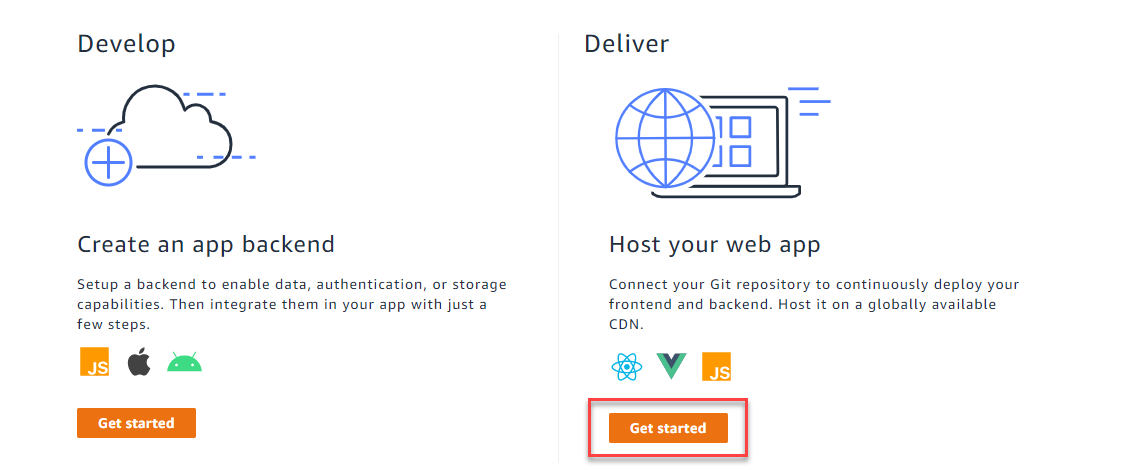 Develop
Create an app backend
Setup a backend to enable data, authentication, or storage
capabilities. Then integrate them in your app with just a
few steps.
JS
Get started
Deliver
Host your web app
Connect your Git repository to continuously deploy your
frontend and backend. Host it on a globally available
CDN.
JS
Get started